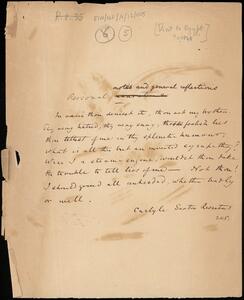 notes and general reflections
Personal
In vain thou deniest it, thou art my brother.
thy very hatred, thy very envy, those foolish lies
thou tellest of me in thy splenetic humour;
what is all this but an inverted sympathy?
Were I a steam engine, wouldst thou take
the trouble to tell lies of me — Not thou!
I should grind all unheeded, whether badly
or well.
Carlyle Sartor Resartus